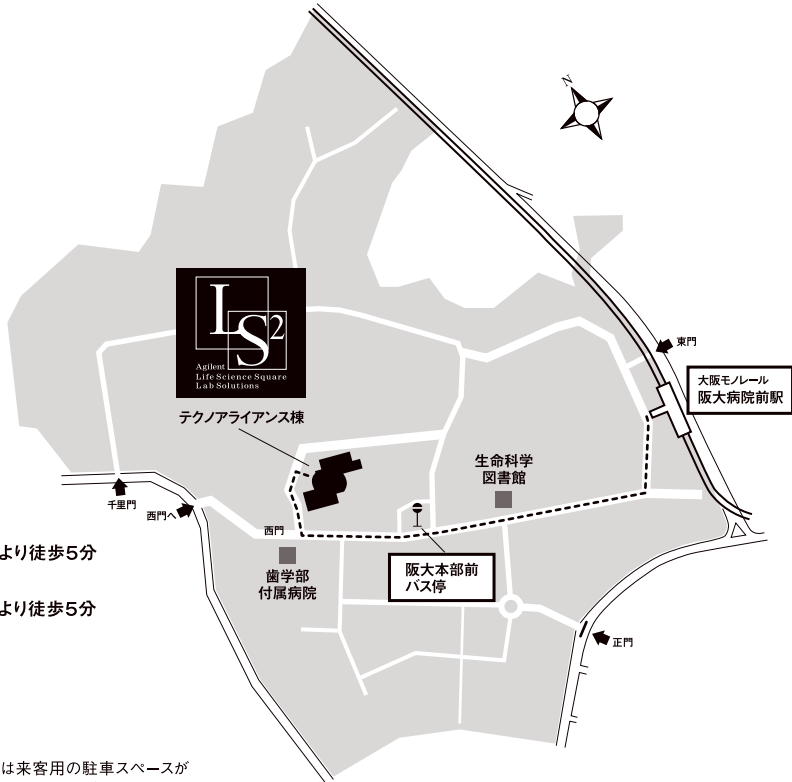 N
東門
大阪モノレール
阪大病院前駅
LS2
Agilent
Life Science Square
Lab Solutions
テクノアライアンス棟
生命科学
図書館
千里門
西門へ
西門
より徒歩5分
歯学部
付属病院
阪大本部前
バス停
より徒歩5分
正門
は来客用の駐車スペースが